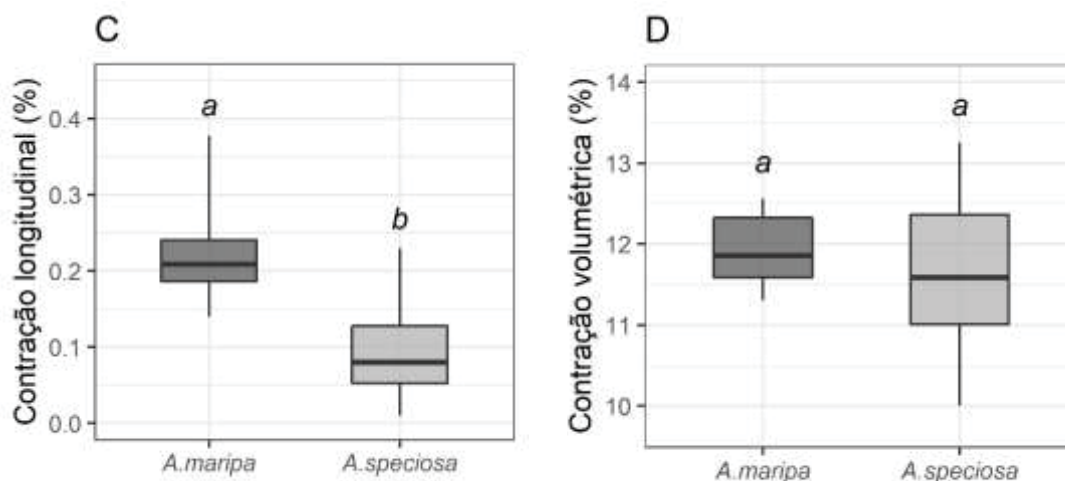 C
Contração longitudinal (%)
0.4
0.3
0.2
0.1
0.0
a
b
A.maripa
A.speciosa
D
Contração volumétrica (%)
14
13
12
11
10
a
a
A.maripa
A.speciosa